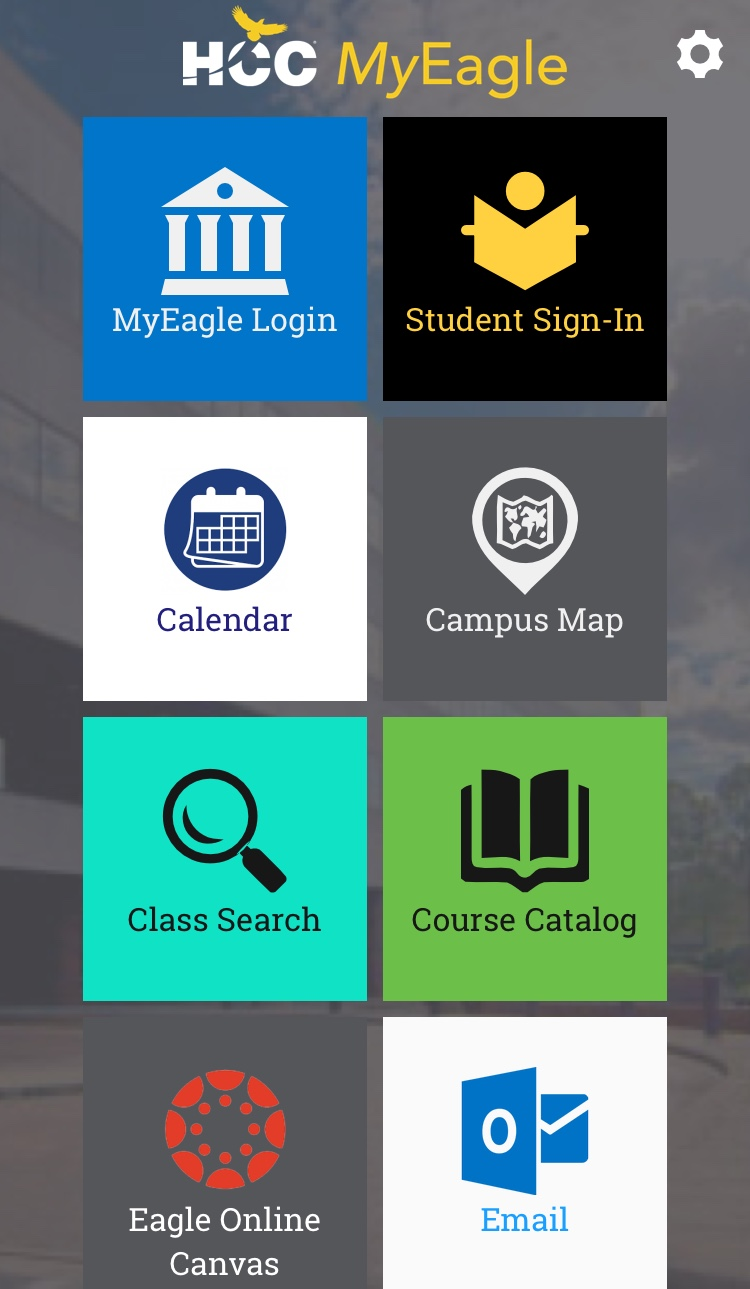 HCC MyEagle
MyEagle Login
Student Sign-In
Calendar
Campus Map
Class Search
Course Catalog
Eagle Online
Canvas
O
Email